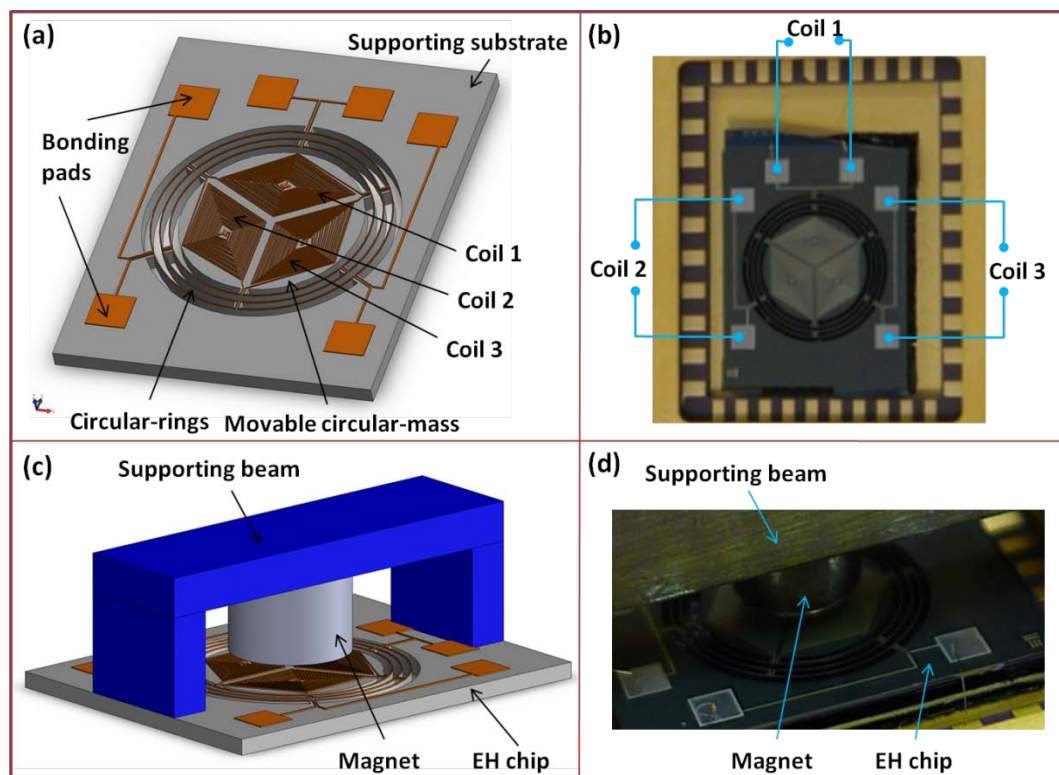 (a)
Supporting substrate
Bonding
pads
Coil 1
Coil 2
Coil 3
Circular-rings
Movable circular-mass
(b)
Coil 1
Coil 2
Coil 3
(c)
Supporting beam
Magnet
EH chip
(d)
Supporting beam
Magnet
EH chip